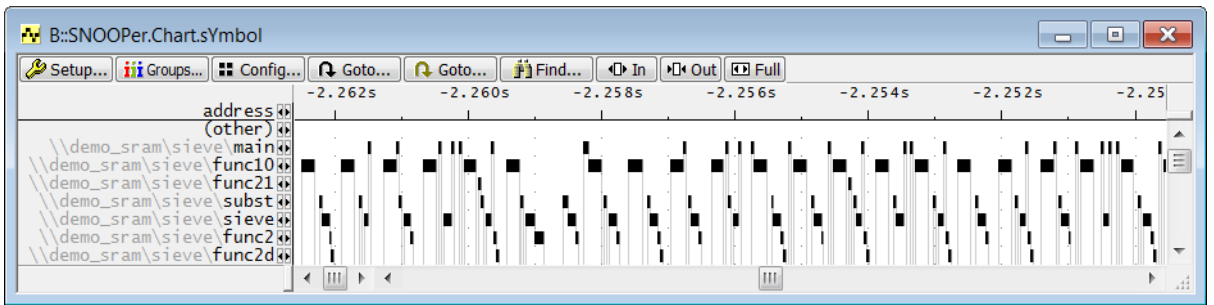 B::SNOOPer.Chart.sYmbol
Setup... Groups... Config... Goto... Goto... Find... In Out Full
-2.262s -2.260s -2.258s -2.256s -2.254s -2.252s -2.25
address
(other)
\\demo_sram\sieve\main
\\demo_sram\sieve\func10
\\demo_sram\sieve\func21
\\demo_sram\sieve\subst
\\demo_sram\sieve\sieve
\\demo_sram\sieve\func2
\\demo_sram\sieve\func2d